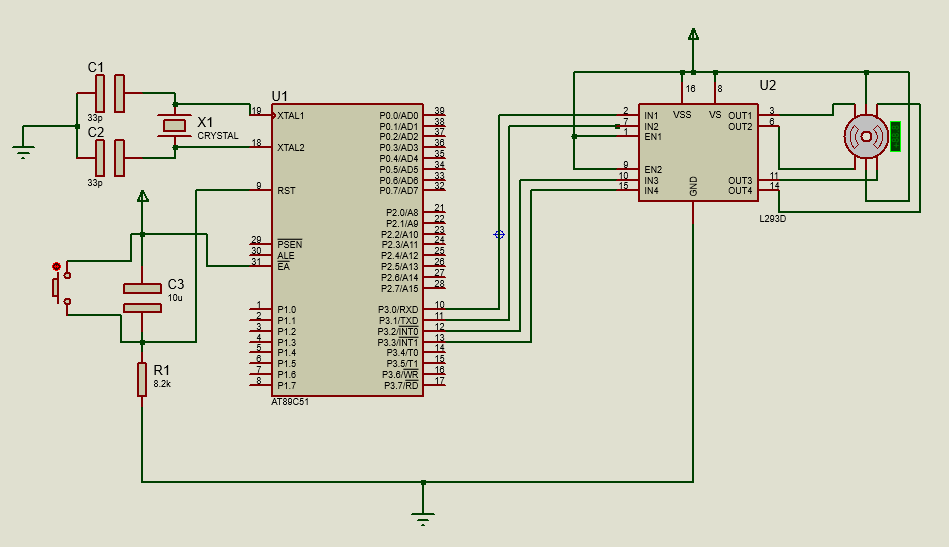 C1
33p
C2
33p
X1
CRYSTAL
C3
10u
R1
8.2k
U1
19 XTAL1
18 XTAL2
9 RST
29 PSEN
30 ALE
31 EA
1 P1.0
2 P1.1
3 P1.2
4 P1.3
5 P1.4
6 P1.5
7 P1.6
8 P1.7
P0.0/AD0 39
P0.1/AD1 38
P0.2/AD2 37
P0.3/AD3 36
P0.4/AD4 35
P0.5/AD5 34
P0.6/AD6 33
P0.7/AD7 32
P2.0/A8 21
P2.1/A9 22
P2.2/A10 23
P2.3/A11 24
P2.4/A12 25
P2.5/A13 26
P2.6/A14 27
P2.7/A15 28
P3.0/RXD 10
P3.1/TXD 11
P3.2/INT0 12
P3.3/INT1 13
P3.4/T0 14
P3.5/T1 15
P3.6/WR 16
P3.7/RD 17
AT89C51
U2
16 8
VSS VS
2 IN1
7 IN2
1 EN1
9 EN2
10 IN3
15 IN4
OUT1 3
OUT2 6
OUT3 11
OUT4 14
GND
L293D